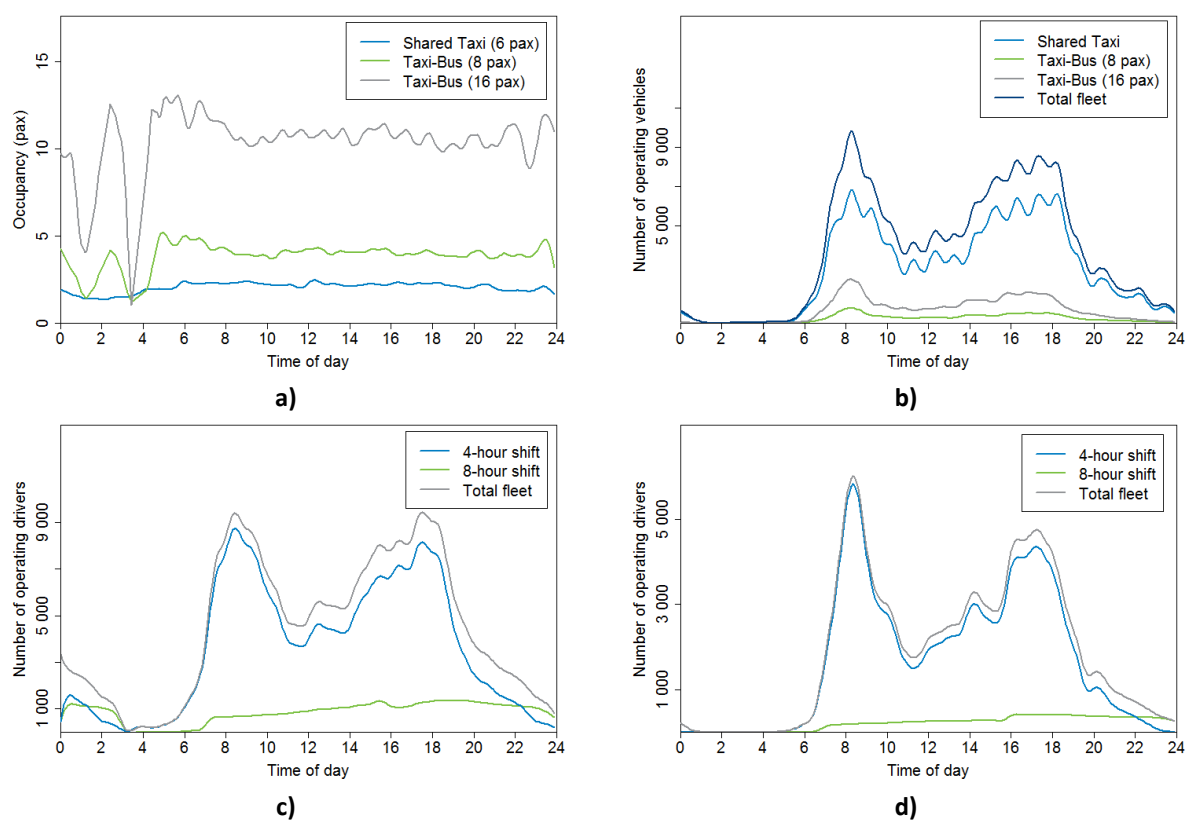 Shared Taxi (6 pax)
Taxi-Bus (8 pax)
Taxi-Bus (16 pax)
Occupancy (pax)
15
10
5
0
0 2 4 6 8 10 12 14 16 18 20 22 24
Time of day
a)
Shared Taxi
Taxi-Bus (8 pax)
Taxi-Bus (16 pax)
Total fleet
Number of operating vehicles
9 000
5 000
0 2 4 6 8 10 12 14 16 18 20 22 24
Time of day
b)
4-hour shift
8-hour shift
Total fleet
Number of operating drivers
9 000
5 000
1 000
0 2 4 6 8 10 12 14 16 18 20 22 24
Time of day
c)
4-hour shift
8-hour shift
Total fleet
Number of operating drivers
5 000
3 000
1 000
0 2 4 6 8 10 12 14 16 18 20 22 24
Time of day
d)